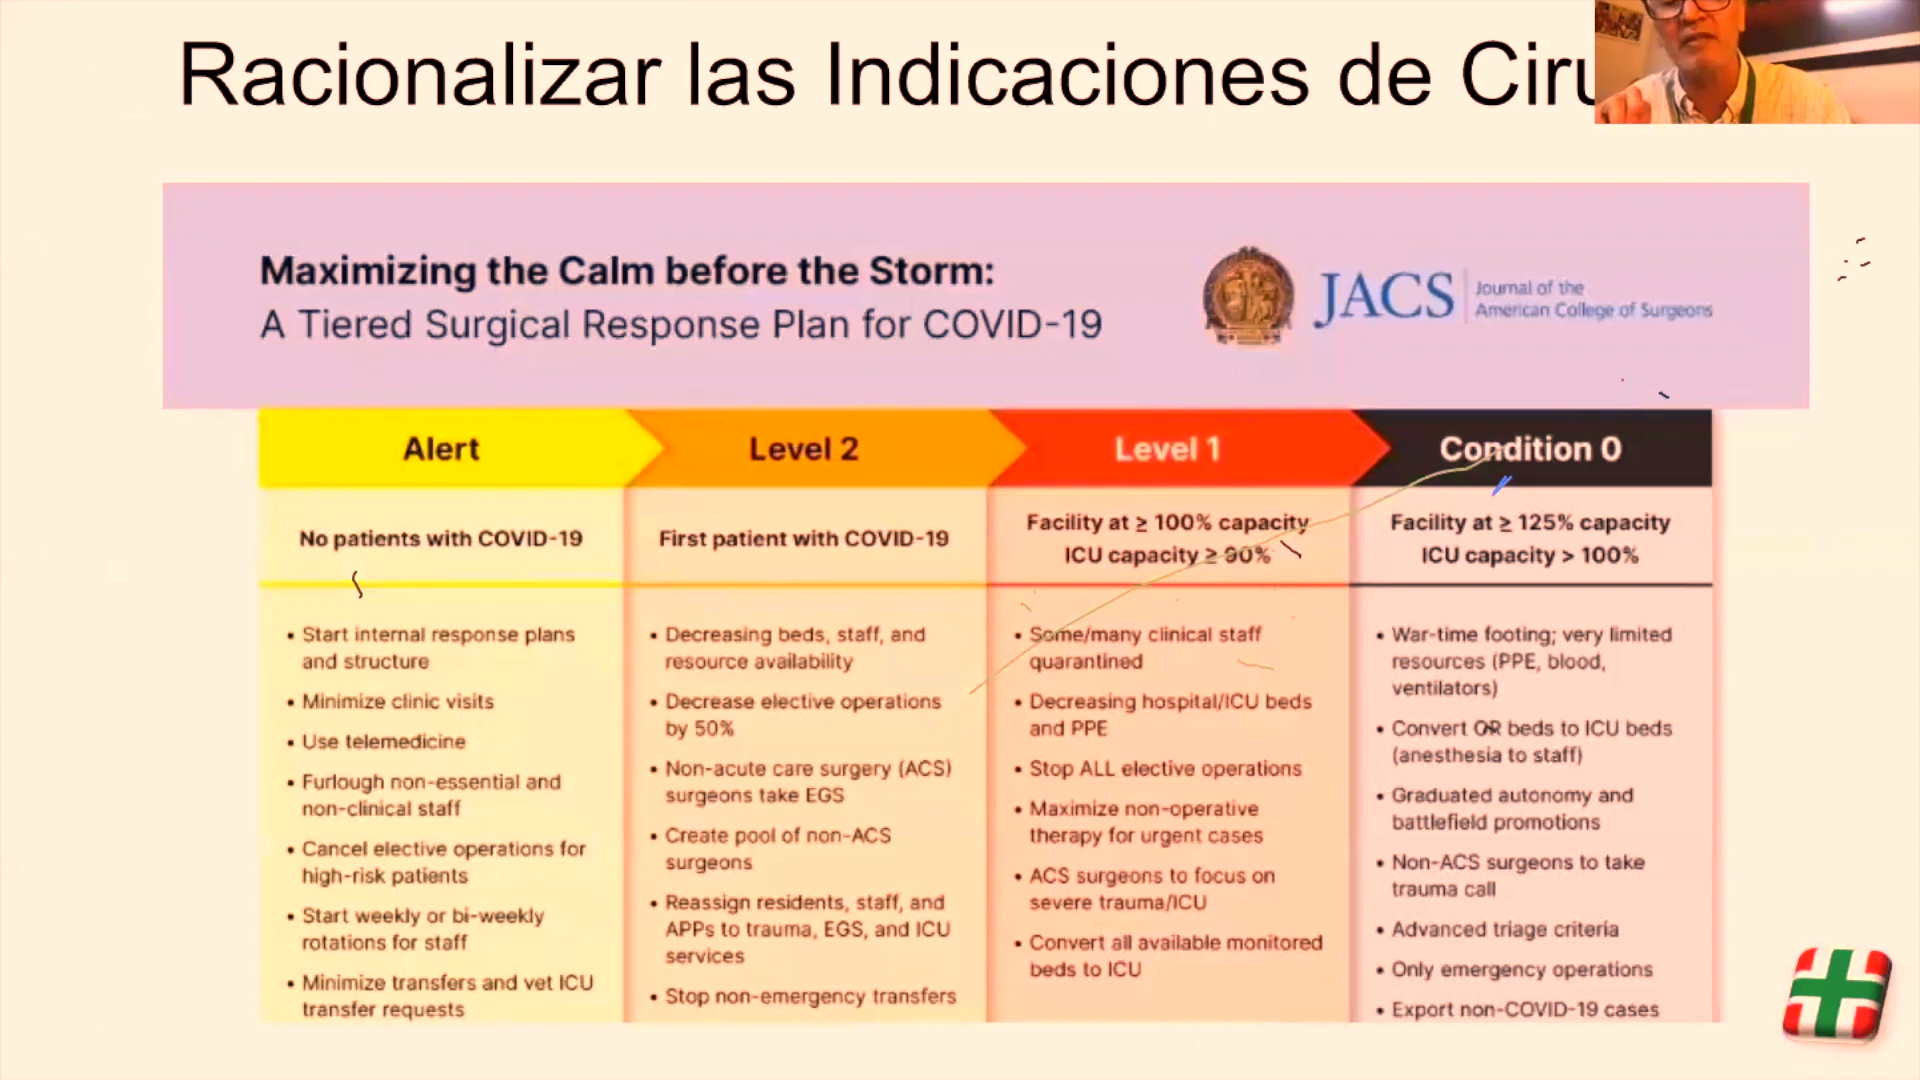 Racionalizar las Indicaciones de Ciru
Maximizing the Calm before the Storm:
A Tiered Surgical Response Plan for COVID-19
JACS
Journal of the
American College of Surgeons
Alert
No patients with COVID-19
• Start internal response plans
and structure
• Minimize clinic visits
• Use telemedicine
• Furlough non-essential and
non-clinical staff
• Cancel elective operations for
high-risk patients
• Start weekly or bi-weekly
rotations for staff
• Minimize transfers and vet ICU
transfer requests
Level 2
First patient with COVID-19
• Decreasing beds, staff, and
resource availability
• Decrease elective operations
by 50%
• Non-acute care surgery (ACS)
surgeons take EGS
• Create pool of non-ACS
surgeons
• Reassign residents, staff, and
APPs to trauma, EGS, and ICU
services
• Stop non-emergency transfers
Level 1
Facility at ≥ 100% capacity
ICU capacity ≥ 90%
• Some/many clinical staff
quarantined
• Decreasing hospital/ICU beds
and PPE
• Stop ALL elective operations
• Maximize non-operative
therapy for urgent cases
• ACS surgeons to focus on
severe trauma/ICU
• Convert all available monitored
beds to ICU
Condition 0
Facility at ≥ 125% capacity
ICU capacity > 100%
• War-time footing; very limited
resources (PPE, blood,
ventilators)
• Convert OR beds to ICU beds
(anesthesia to staff)
• Graduated autonomy and
battlefield promotions
• Non-ACS surgeons to take
trauma call
• Advanced triage criteria
• Only emergency operations
• Export non-COVID-19 cases